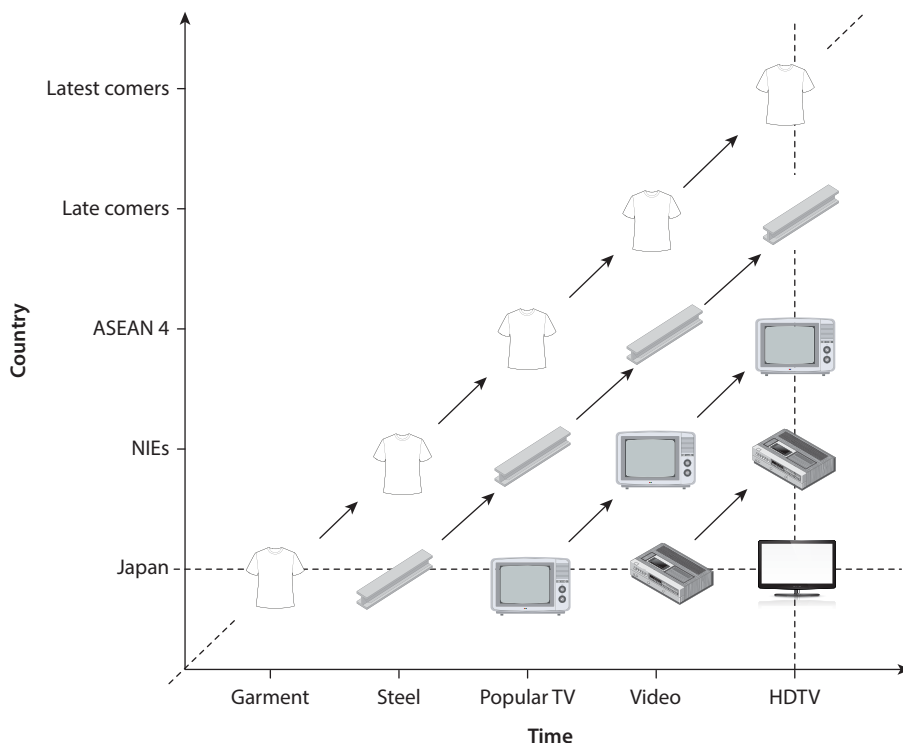 Latest comers
Late comers
ASEAN 4
NIEs
Japan
Country
Garment
Steel
Popular TV
Video
HDTV
Time